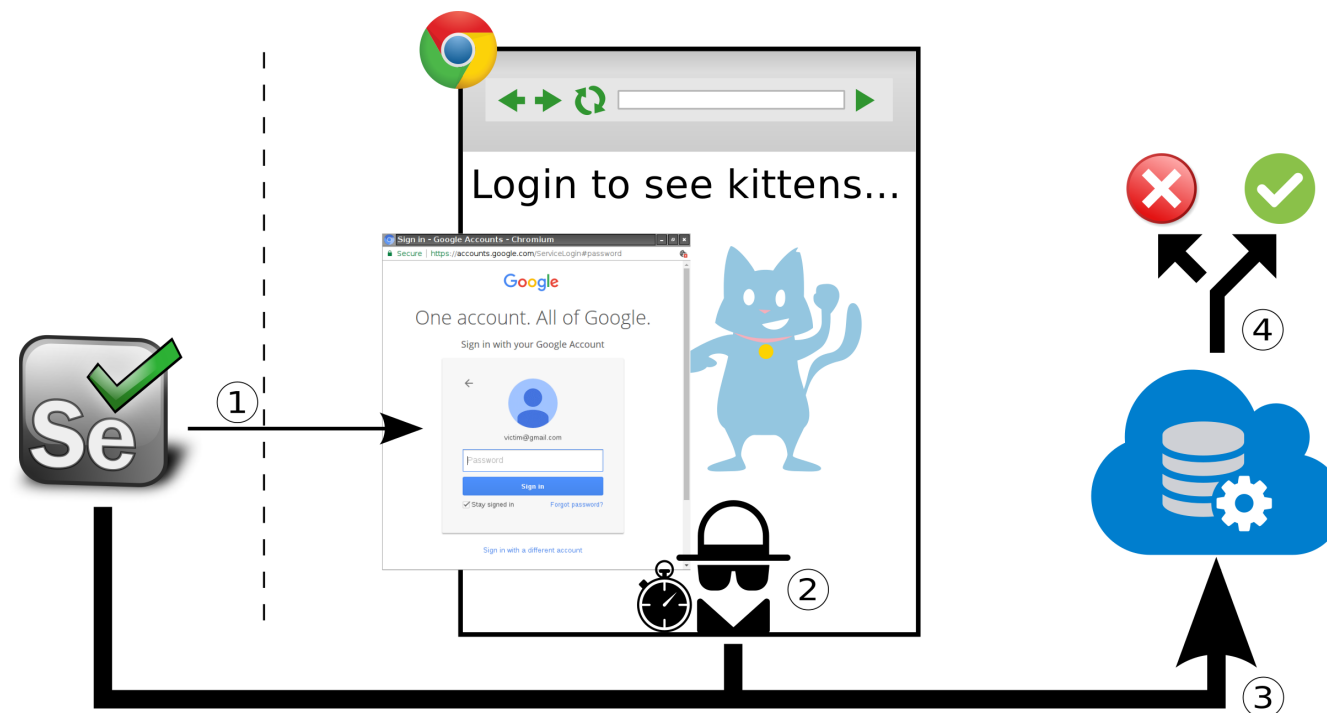 Login to see kittens...
Sign in - Google Accounts - Chromium
Secure | https://accounts.google.com/ServiceLogin#password
Google
One account. All of Google.
Sign in with your Google Account
victim@gmail.com
Password
Sign in
Stay signed in Forgot password?
Sign in with a different account
Se
1
2
3
4